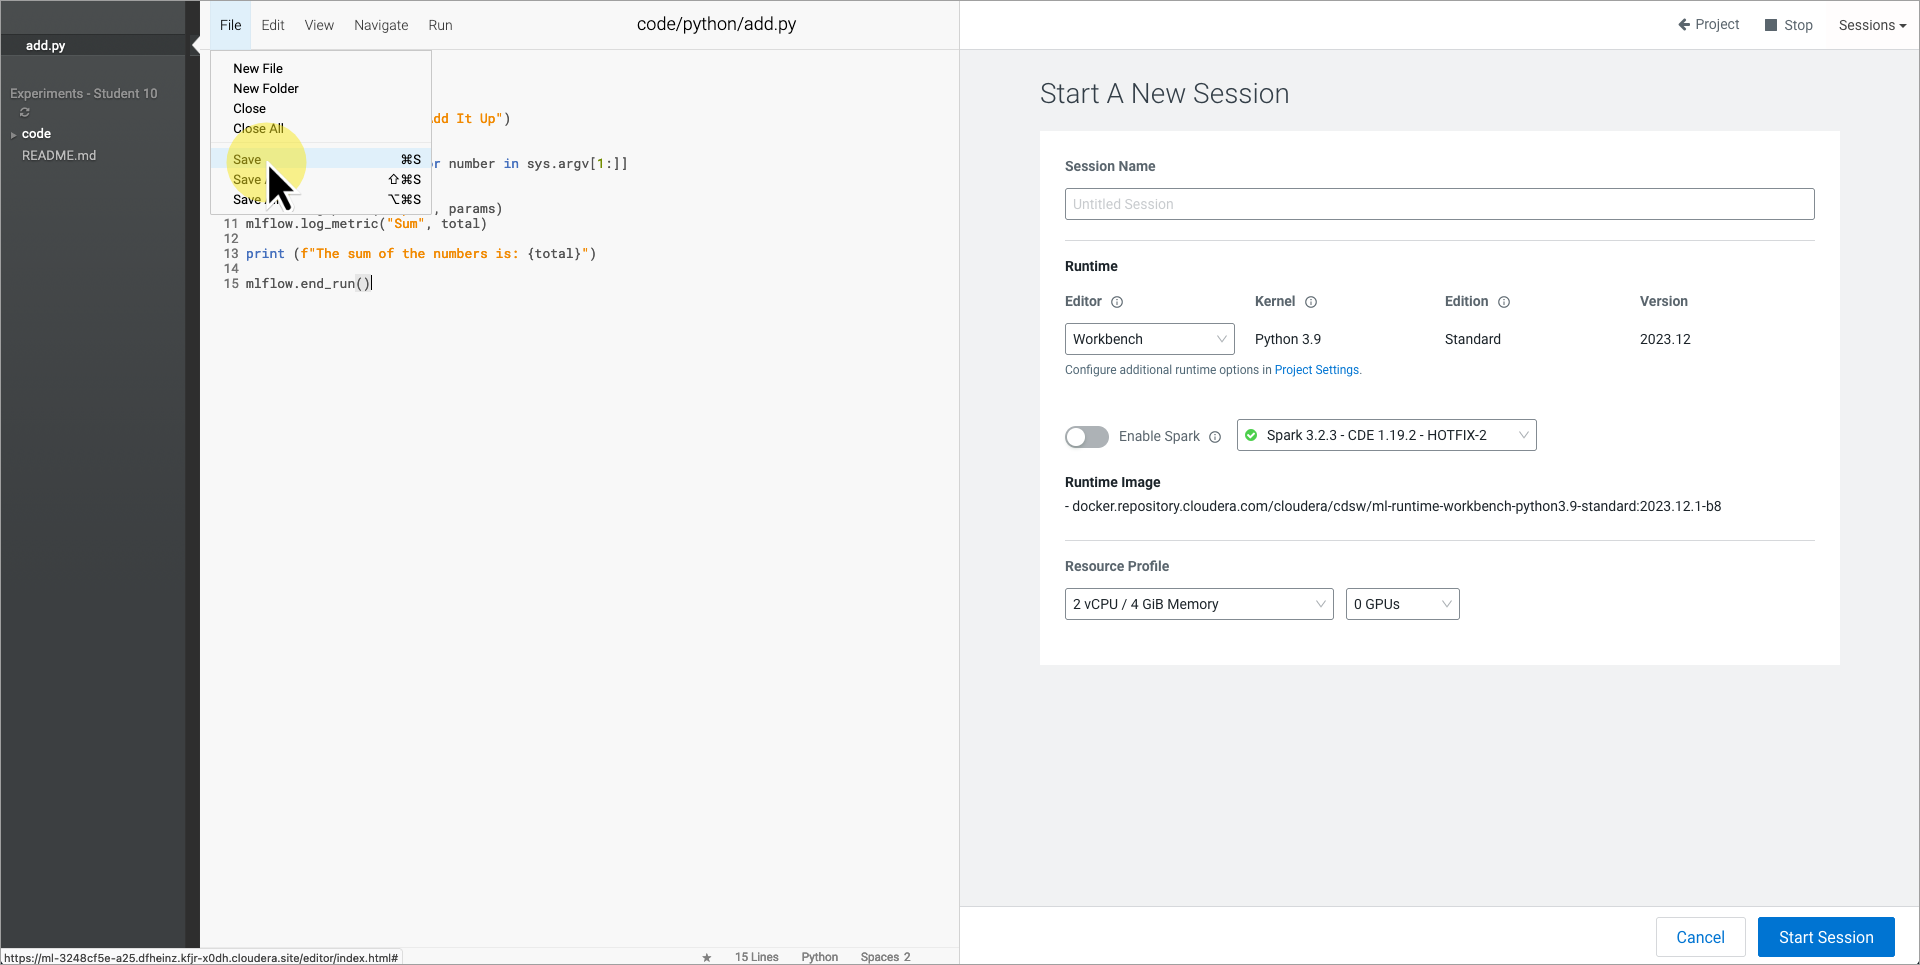 File Edit View Navigate Run
code/python/add.py
Project Stop Sessions
add.py
Experiments - Student 10
code
README.md
New File
New Folder
Close
Close All
Save ⌘S
Save ⇧⌘S
Save ⌥⌘S
dd It Up")
r number in sys.argv[1:]]
, params)
11 mlflow.log_metric("Sum", total)
12
13 print (f"The sum of the numbers is: {total}")
14
15 mlflow.end_run()
Start A New Session
Session Name
Untitled Session
Runtime
Editor Kernel Edition Version
Workbench Python 3.9 Standard 2023.12
Configure additional runtime options in Project Settings.
Enable Spark Spark 3.2.3 - CDE 1.19.2 - HOTFIX-2
Runtime Image
- docker.repository.cloudera.com/cloudera/cdsw/ml-runtime-workbench-python3.9-standard:2023.12.1-b8
Resource Profile
2 vCPU / 4 GiB Memory 0 GPUs
Cancel Start Session
https://ml-3248cf5e-a25.dfheinz.kfjr-x0dh.cloudera.site/editor/index.html#
★ 15 Lines Python Spaces 2